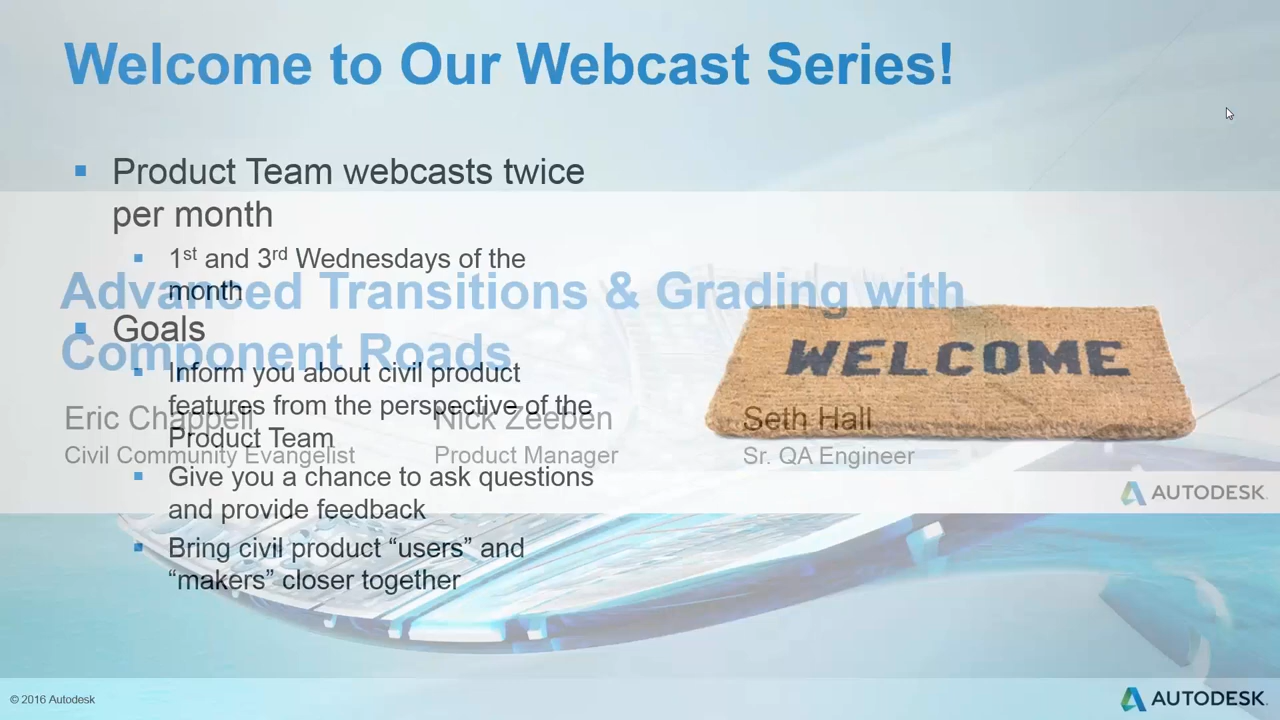 Welcome to Our Webcast Series!
Product Team webcasts twice
per month
1st and 3rd Wednesdays of the
month
Goals
Inform you about civil product
features from the perspective of the
Product Team
Give you a chance to ask questions
and provide feedback
Bring civil product “users” and
“makers” closer together
WELCOME
Advanced Transitions & Grading with
Component Roads
Eric Chappell
Civil Community Evangelist
Nick Zeeben
Product Manager
Seth Hall
Sr. QA Engineer
AUTODESK.
© 2016 Autodesk
AUTODESK.